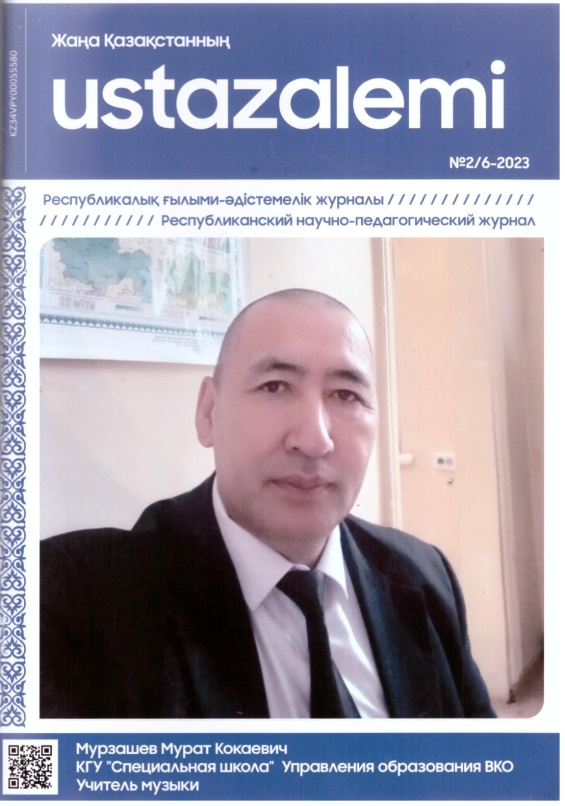 KZ34VPY00055580
Жаңа Қазақстанның
ustazalemi
№2/6-2023
Республикалық ғылыми-әдістемелік журналы / / / / / / / / / / / / / /
/ / / / / / / / / / / Республиканский научно-педагогический журнал
Мурзашев Мурат Кокаевич
КГУ "Специальная школа" Управления образования ВКО
Учитель музыки